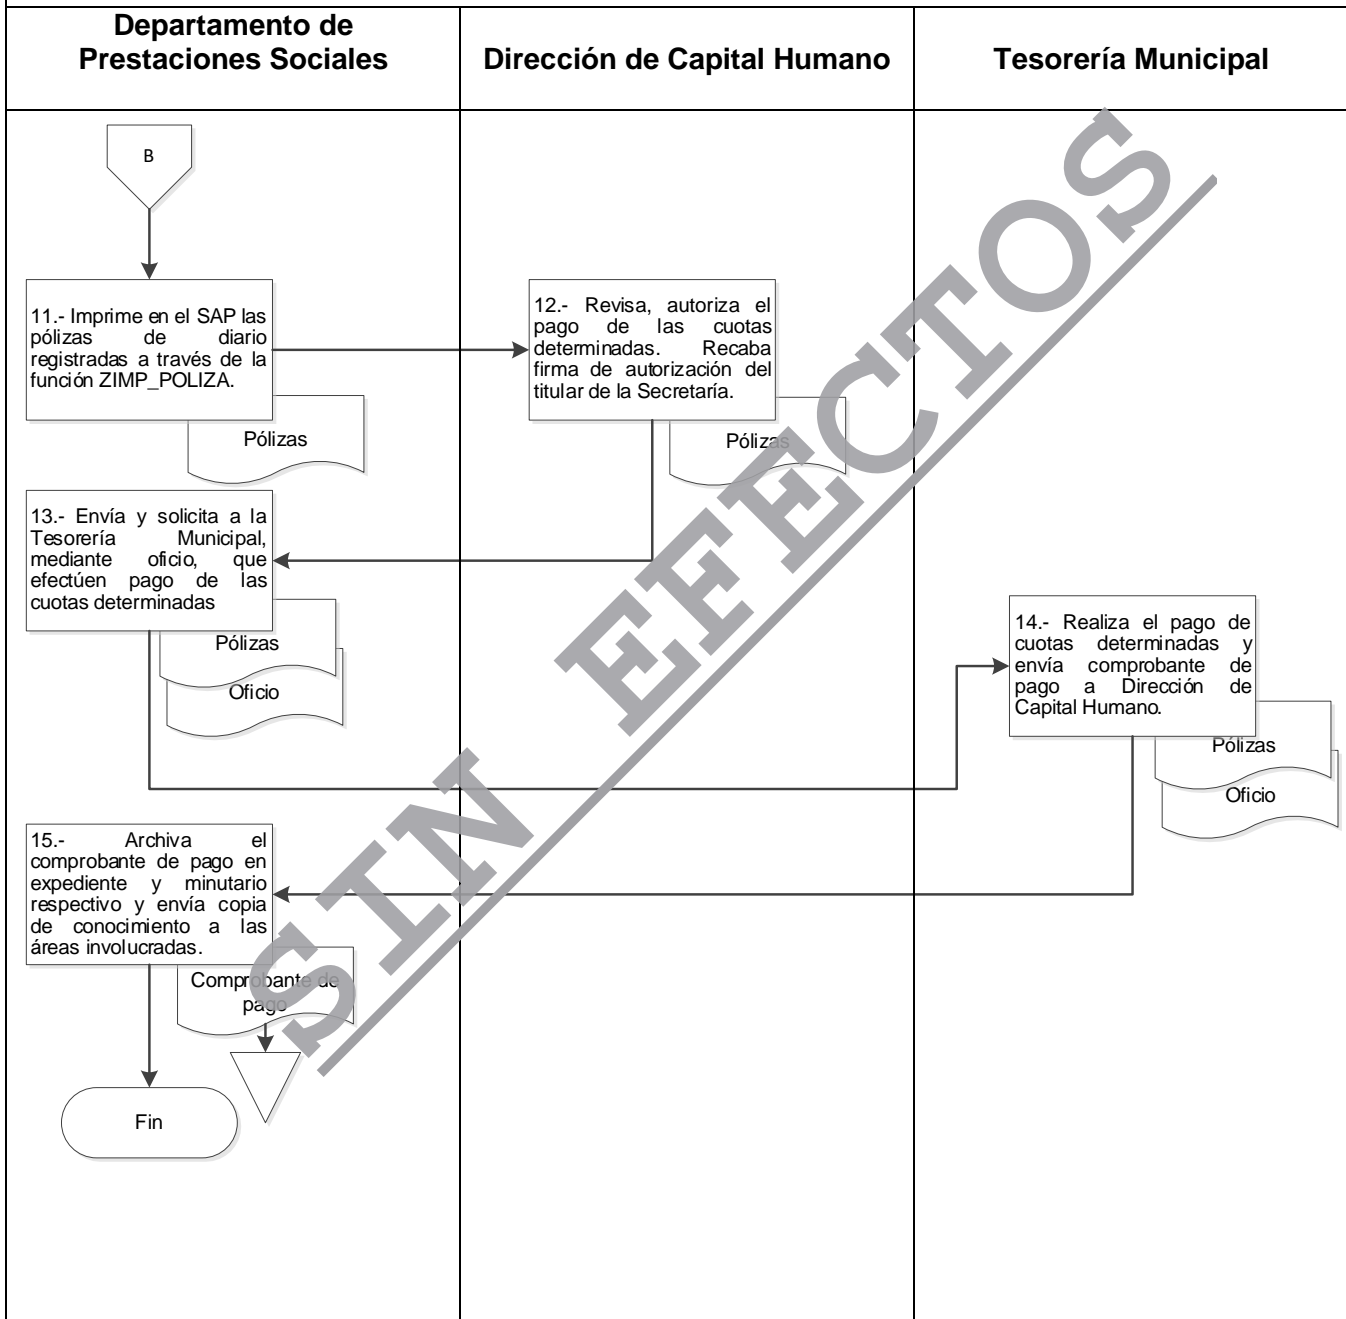 Departamento de
Prestaciones Sociales
Dirección de Capital Humano
Tesorería Municipal
B
11.- Imprime en el SAP las
pólizas de diario
registradas a través de la
función ZIMP_POLIZA.
Pólizas
12.- Revisa, autoriza el
pago de las cuotas
determinadas. Recaba
firma de autorización del
titular de la Secretaría.
Pólizas
13.- Envía y solicita a la
Tesorería Municipal,
mediante oficio, que
efectúen pago de las
cuotas determinadas
Pólizas
Oficio
14.- Realiza el pago de
cuotas determinadas y
envía comprobante de
pago a Dirección de
Capital Humano.
Pólizas
Oficio
15.- Archiva el
comprobante de pago en
expediente y minutario
respectivo y envía copia
de conocimiento a las
áreas involucradas.
Comprobante de
pago
Fin
SIN EFECTOS